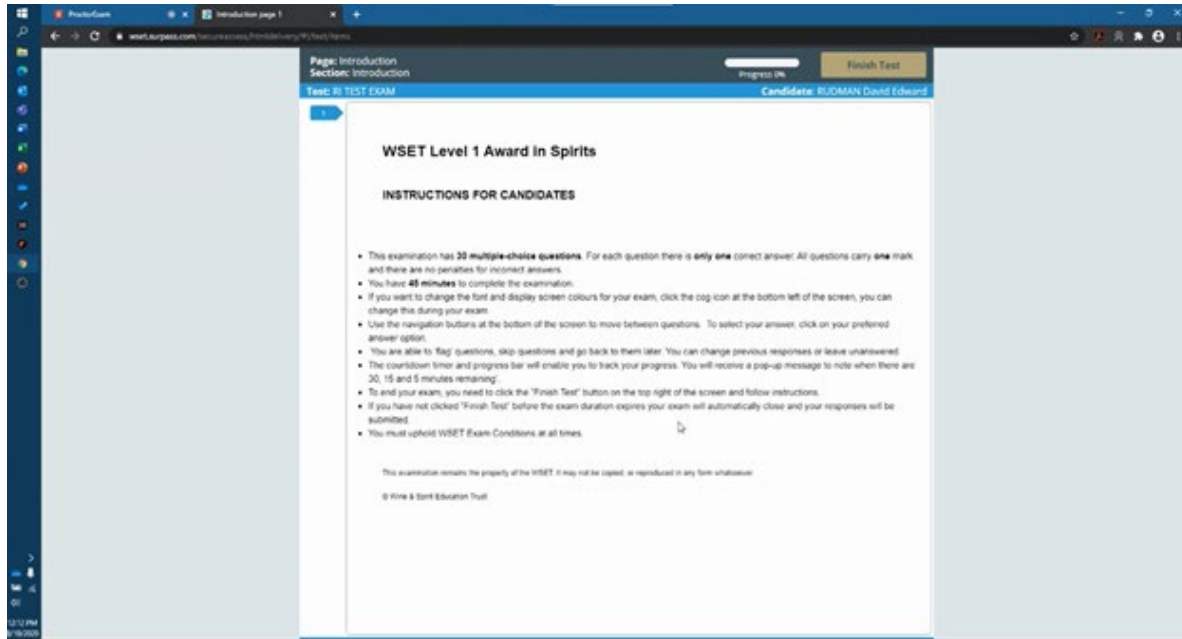 ProctorExam
Introduction page 1
wset.surpass.com/secureaccess/htmldelivery/#!/test/items
Page: Introduction
Section: Introduction
Progress 0%
Finish Test
Test: RI TEST EXAM
Candidate: RUDMAN David Edward
1
WSET Level 1 Award in Spirits
INSTRUCTIONS FOR CANDIDATES
• This examination has 30 multiple-choice questions. For each question there is only one correct answer. All questions carry one mark
and there are no penalties for incorrect answers.
• You have 45 minutes to complete the examination.
• If you want to change the font and display screen colours for your exam, click the cog icon at the bottom left of the screen, you can
change this during your exam.
• Use the navigation buttons at the bottom of the screen to move between questions. To select your answer, click on your preferred
answer option.
• 'You are able to 'flag' questions, skip questions and go back to them later. You can change previous responses or leave unanswered.
• The countdown timer and progress bar will enable you to track your progress. You will receive a pop-up message to note when there are
30, 15 and 5 minutes remaining'.
• To end your exam, you need to click the "Finish Test" button on the top right of the screen and follow instructions.
• If you have not clicked "Finish Test" before the exam duration expires your exam will automatically close and your responses will be
submitted.
• You must uphold WSET Exam Conditions at all times.
This examination remains the property of the WSET. It may not be copied, or reproduced in any form whatsoever.
© Wine & Spirit Education Trust
12:12 PM